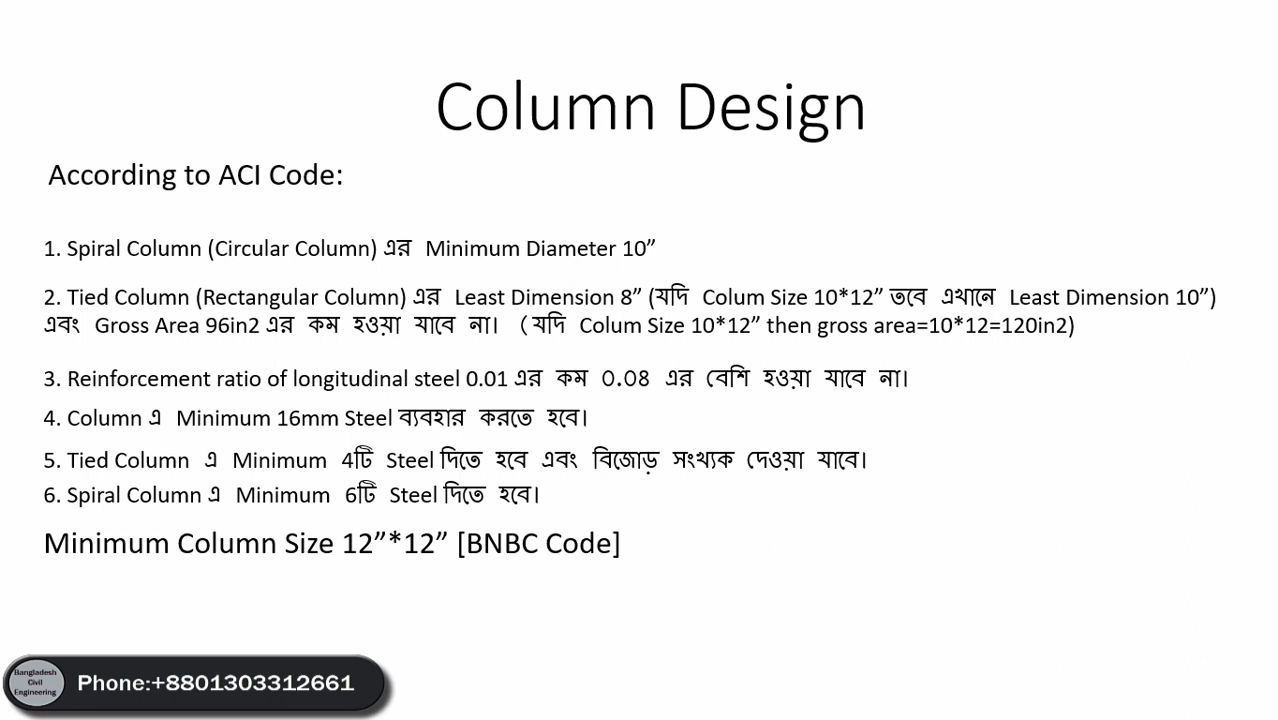 Column Design
According to ACI Code:
1. Spiral Column (Circular Column) এর Minimum Diameter 10”
2. Tied Column (Rectangular Column) এর Least Dimension 8” (যদি Colum Size 10*12” তবে এখানে Least Dimension 10”)
এবং Gross Area 96in2 এর কম হওয়া যাবে না। (যদি Colum Size 10*12” then gross area=10*12=120in2)
3. Reinforcement ratio of longitudinal steel 0.01 এর কম 0.08 এর বেশি হওয়া যাবে না।
4. Column এ Minimum 16mm Steel ব্যবহার করতে হবে।
5. Tied Column এ Minimum 4টি Steel দিতে হবে এবং বিজোড় সংখ্যক দেওয়া যাবে।
6. Spiral Column এ Minimum 6টি Steel দিতে হবে।
Minimum Column Size 12”*12” [BNBC Code]
Bangladesh
Civil
Engineering
Phone:+8801303312661